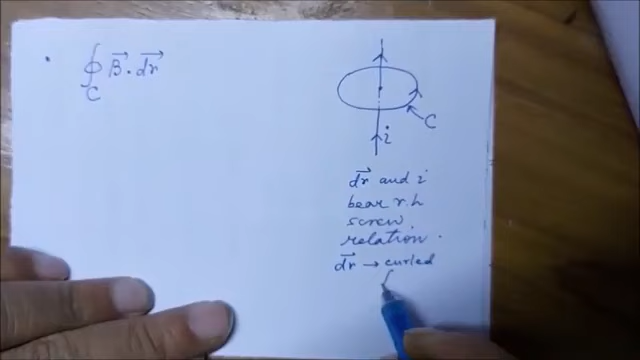 ∮ B⃗ . dr⃗
C
C
i
dr⃗ and i
bear r.h
screw
relation.
dr⃗ → curled